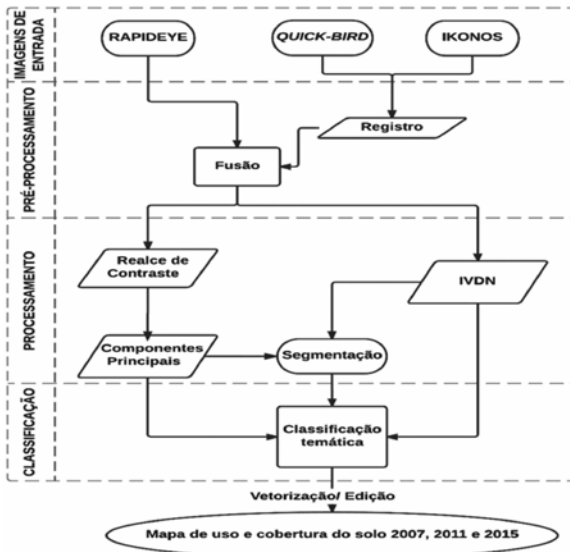 IMAGENS DE
ENTRADA
RAPIDEYE
QUICK-BIRD
IKONOS
PRÉ-PROCESSAMENTO
Registro
Fusão
PROCESSAMENTO
Realce de
Contraste
IVDN
Componentes
Principais
Segmentação
CLASSIFICAÇÃO
Classificação
temática
Vetorização/ Edição
Mapa de uso e cobertura do solo 2007, 2011 e 2015